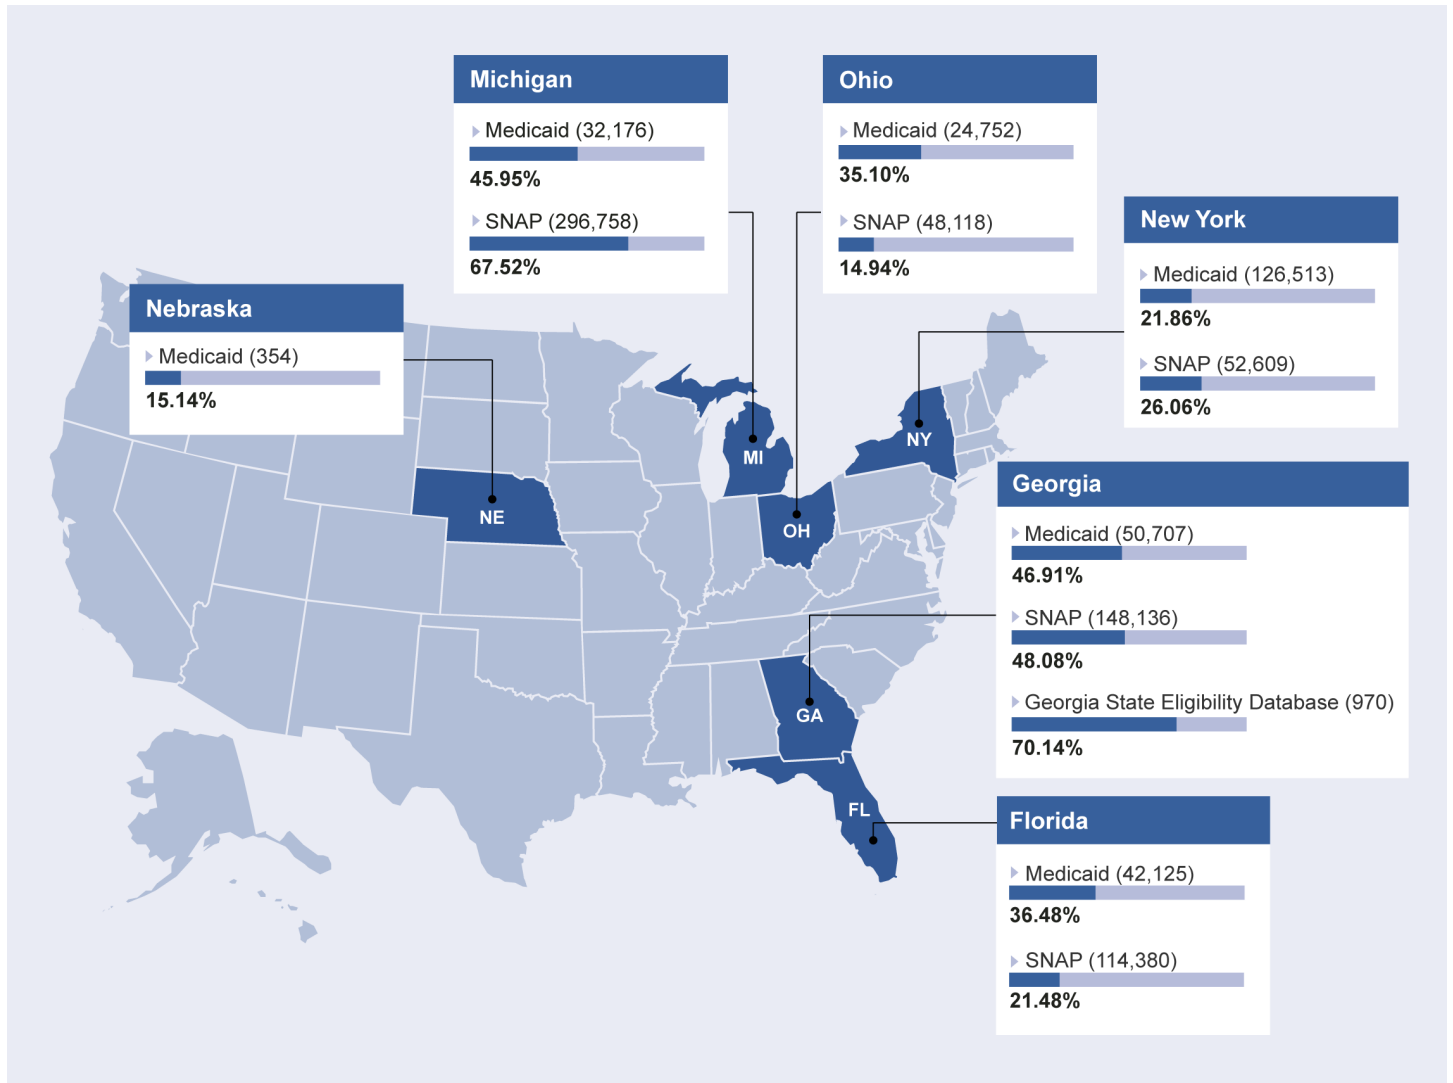 Michigan
Medicaid (32,176)
45.95%
SNAP (296,758)
67.52%
Ohio
Medicaid (24,752)
35.10%
SNAP (48,118)
14.94%
New York
Medicaid (126,513)
21.86%
SNAP (52,609)
26.06%
Nebraska
Medicaid (354)
15.14%
NY
MI
NE
OH
Georgia
Medicaid (50,707)
46.91%
SNAP (148,136)
48.08%
Georgia State Eligibility Database (970)
70.14%
GA
FL
Florida
Medicaid (42,125)
36.48%
SNAP (114,380)
21.48%